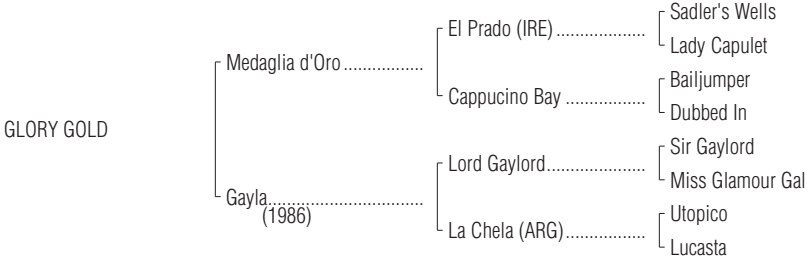 Sadler's Wells
El Prado (IRE)...................
Lady Capulet
Medaglia d'Oro.................
Bailjumper
Cappucino Bay .................
Dubbed In
GLORY GOLD
Sir Gaylord
Lord Gaylord.....................
Miss Glamour Gal
Gayla.................................
(1986)
Utopico
La Chela (ARG).................
Lucasta